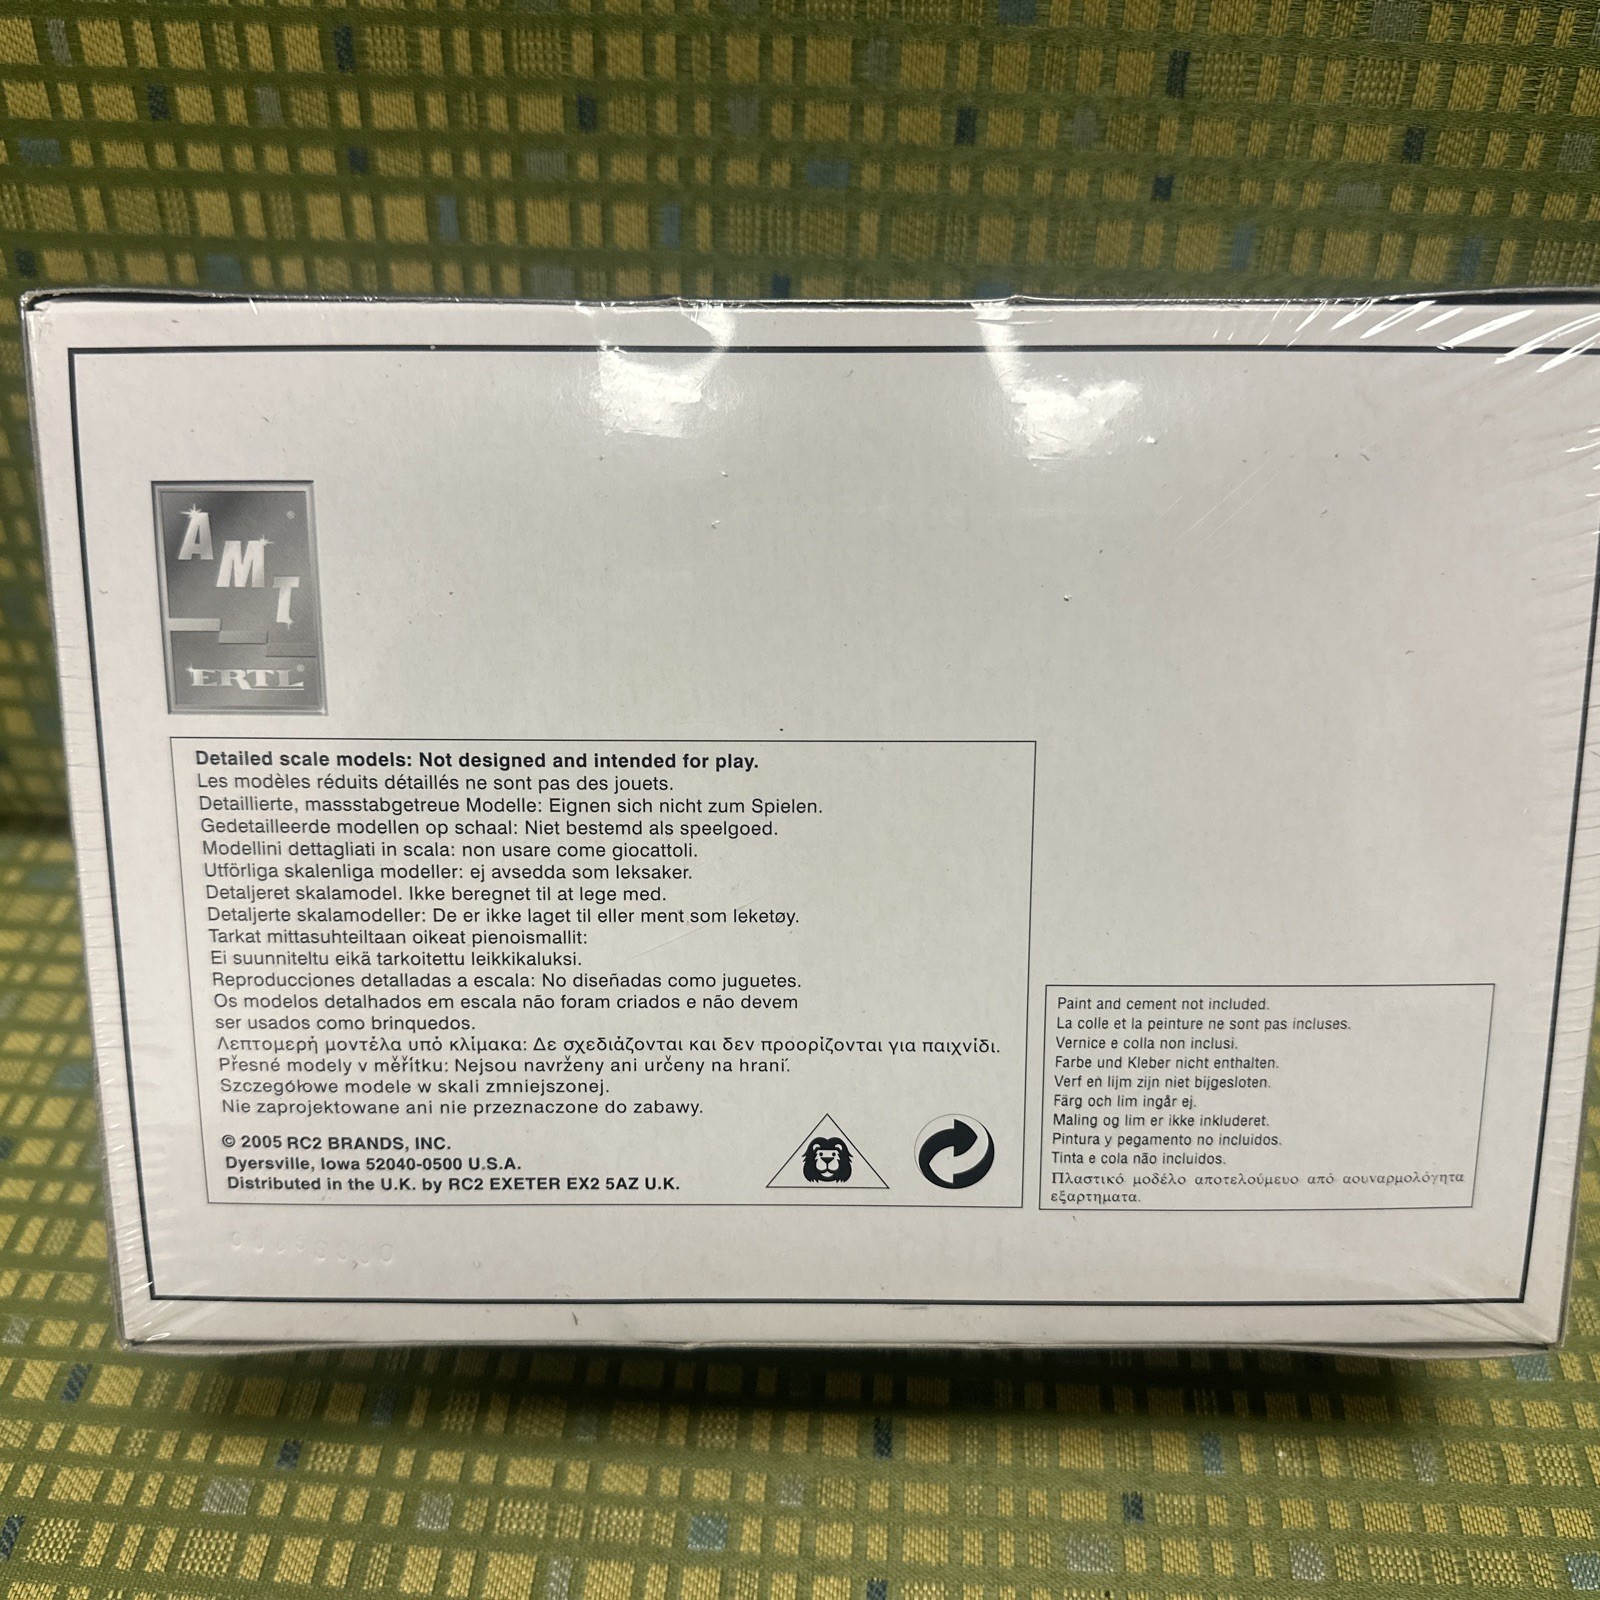 AMT
ERTL
Detailed scale models: Not designed and intended for play.
Les modèles réduits détaillés ne sont pas des jouets.
Detaillierte, massstabgetreue Modelle: Eignen sich nicht zum Spielen.
Gedetailleerde modellen op schaal: Niet bestemd als speelgoed.
Modellini dettagliati in scala: non usare come giocattoli.
Utförliga skalenliga modeller: ej avsedda som leksaker.
Detaljeret skalamodel. Ikke beregnet til at lege med.
Detaljerte skalamodeller: De er ikke laget til eller ment som leketøy.
Tarkat mittasuhteiltaan oikeat pienoismallit:
Ei suunniteltu eikä tarkoitettu leikkikaluksi.
Reproducciones detalladas a escala: No diseñadas como juguetes.
Os modelos detalhados em escala não foram criados e não devem
ser usados como brinquedos.
Λεπτομερή μοντέλα υπό κλίμακα: Δε σχεδιάζονται και δεν προορίζονται για παιχνίδι.
Přesné modely v měřítku: Nejsou navrženy ani určeny na hraní.
Szczegółowe modele w skali zmniejszonej.
Nie zaprojektowane ani nie przeznaczone do zabawy.
© 2005 RC2 BRANDS, INC.
Dyersville, Iowa 52040-0500 U.S.A.
Distributed in the U.K. by RC2 EXETER EX2 5AZ U.K.
Paint and cement not included.
La colle et la peinture ne sont pas incluses.
Vernice e colla non inclusi.
Farbe und Kleber nicht enthalten.
Verf en lijm zijn niet bijgesloten.
Färg och lim ingår ej.
Maling og lim er ikke inkluderet.
Pintura y pegamento no incluidos.
Tinta e cola não incluidos.
Πλαστικό μοδέλο αποτελούμευο από αουναρμολόγητα
εξαρτηματα.